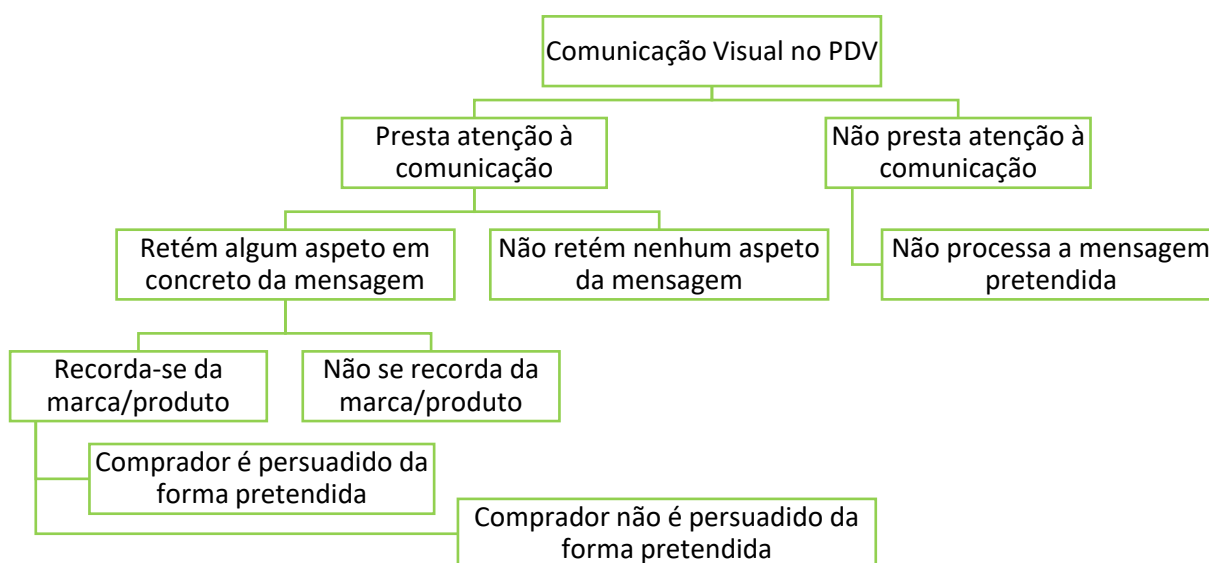 Comunicação Visual no PDV
Presta atenção à
comunicação
Não presta atenção à
comunicação
Retém algum aspeto em
concreto da mensagem
Não retém nenhum aspeto
da mensagem
Não processa a mensagem
pretendida
Recorda-se da
marca/produto
Não se recorda da
marca/produto
Comprador é persuadido da
forma pretendida
Comprador não é persuadido da
forma pretendida